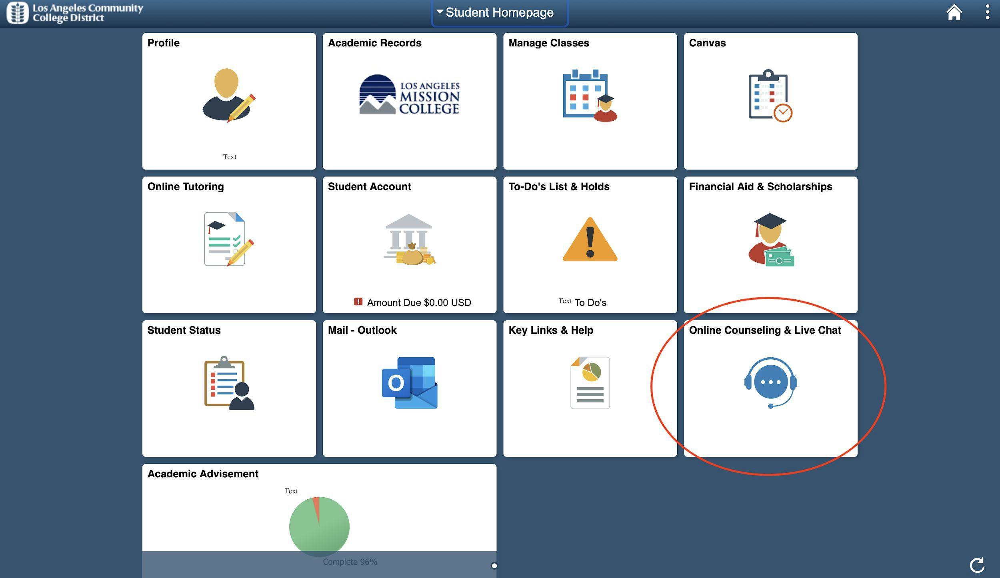 Los Angeles Community
College District
Student Homepage
Profile
Text
Academic Records
LOS ANGELES
MISSION
COLLEGE
Manage Classes
Canvas
Online Tutoring
Student Account
Amount Due $0.00 USD
To-Do's List & Holds
Text To Do's
Financial Aid & Scholarships
Student Status
Mail - Outlook
O
Key Links & Help
Online Counseling & Live Chat
Academic Advisement
Text
Complete 96%